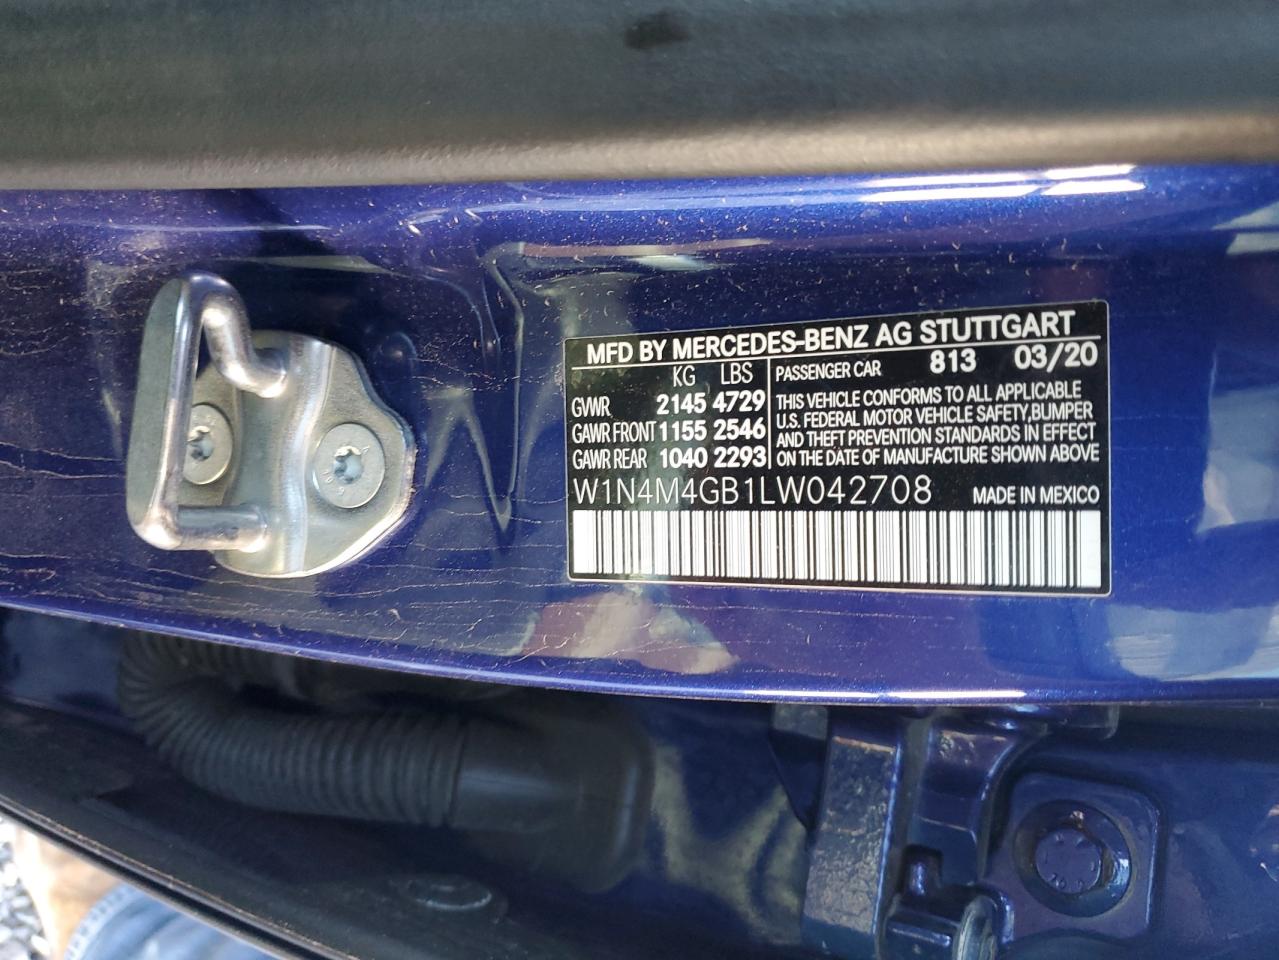 MFD BY MERCEDES-BENZ AG STUTTGART
KG LBS
GVWR 2145 4729
GAWR FRONT 1155 2546
GAWR REAR 1040 2293
PASSENGER CAR 813 03/20
THIS VEHICLE CONFORMS TO ALL APPLICABLE
U.S. FEDERAL MOTOR VEHICLE SAFETY,BUMPER
AND THEFT PREVENTION STANDARDS IN EFFECT
ON THE DATE OF MANUFACTURE SHOWN ABOVE
W1N4M4GB1LW042708 MADE IN MEXICO